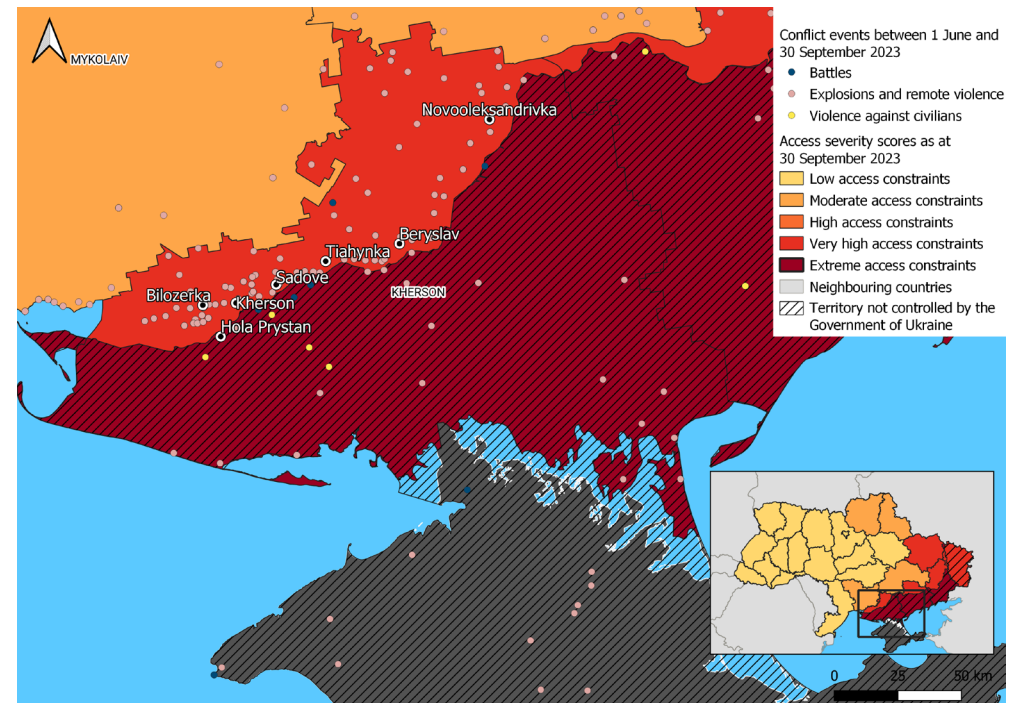 MYKOLAIV
Novooleksandrivka
Beryslav
Tiahynka
Sadove
KHERSON
Bilozerka
Kherson
Hola Prystan
Conflict events between 1 June and
30 September 2023
Battles
Explosions and remote violence
Violence against civilians
Access severity scores as at
30 September 2023
Low access constraints
Moderate access constraints
High access constraints
Very high access constraints
Extreme access constraints
Neighbouring countries
Territory not controlled by the
Government of Ukraine
0 25 50 km